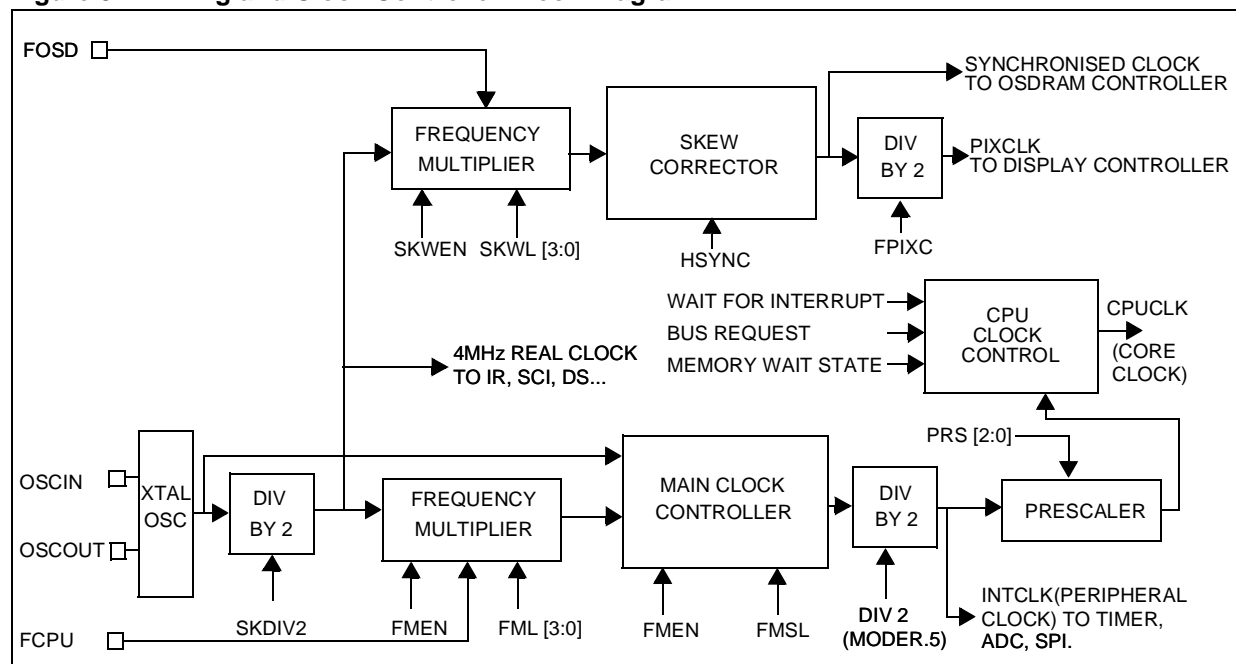 FOSD
FREQUENCY
MULTIPLIER
SKEW
CORRECTOR
DIV
BY 2
SYNCHRONISED CLOCK
TO OSDRAM CONTROLLER
PIXCLK
TO DISPLAY CONTROLLER
SKWEN
SKWL [3:0]
HSYNC
FPIXC
WAIT FOR INTERRUPT
BUS REQUEST
MEMORY WAIT STATE
CPU
CLOCK
CONTROL
CPUCLK
(CORE
CLOCK)
4MHz REAL CLOCK
TO IR, SCI, DS...
PRS [2:0]
OSCIN
OSCOUT
XTAL
OSC
DIV
BY 2
FREQUENCY
MULTIPLIER
MAIN CLOCK
CONTROLLER
DIV
BY 2
PRESCALER
SKDIV2
FMEN
FML [3:0]
FMEN
FMSL
DIV 2
(MODER.5)
INTCLK(PERIPHERAL
CLOCK) TO TIMER,
ADC, SPI.
FCPU